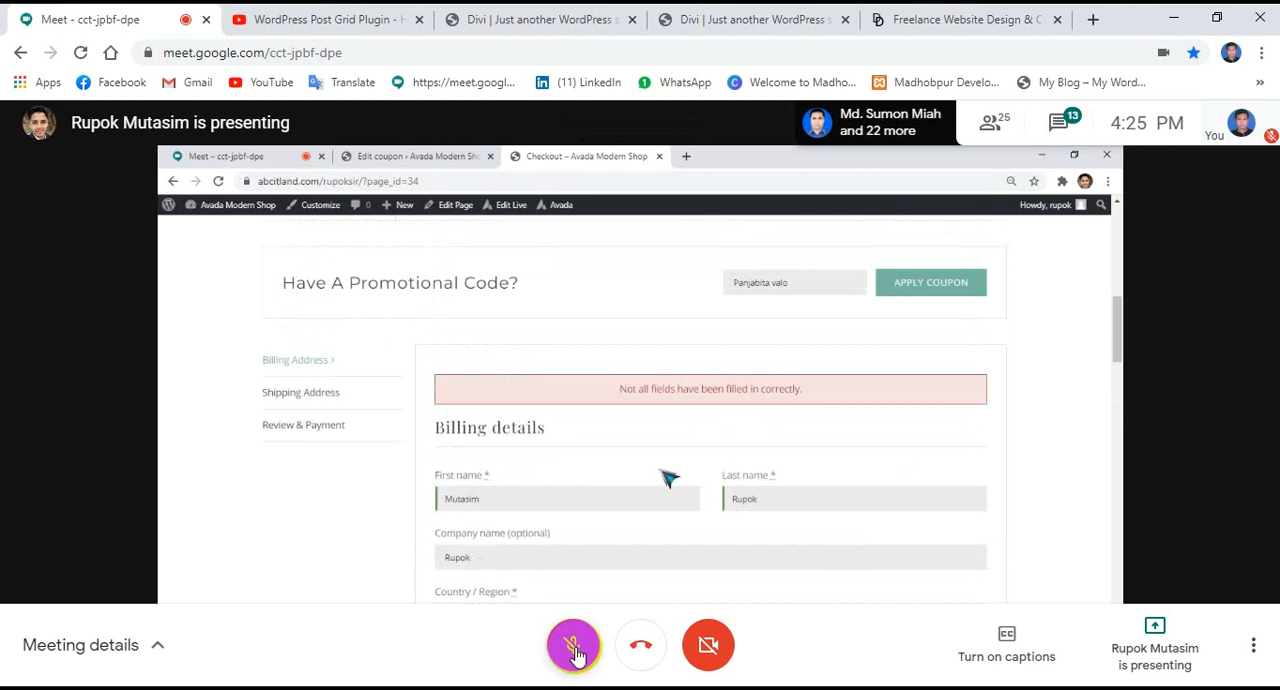 Meet - cct-jpbf-dpe
WordPress Post Grid Plugin - H
Divi | Just another WordPress s
Divi | Just another WordPress s
Freelance Website Design & C
meet.google.com/cct-jpbf-dpe
Apps
Facebook
Gmail
YouTube
Translate
https://meet.googl...
(11) LinkedIn
WhatsApp
Welcome to Madho...
Madhobpur Develo...
My Blog – My Word...
»
Rupok Mutasim is presenting
Md. Sumon Miah
and 22 more
25
13
4:25 PM
You
Meet – cct-jpbf-dpe
Edit coupon ‹ Avada Modern Sho
Checkout – Avada Modern Shop
abcitland.com/rupoksir/?page_id=34
Avada Modern Shop
Customize
0
New
Edit Page
Edit Live
Avada
Howdy, rupok
Have A Promotional Code?
Panjabita valo
APPLY COUPON
Billing Address >
Shipping Address
Review & Payment
Not all fields have been filled in correctly.
Billing details
First name *
Last name *
Mutasim
Rupok
Company name (optional)
Rupok
Country / Region *
Meeting details
Turn on captions
Rupok Mutasim
is presenting